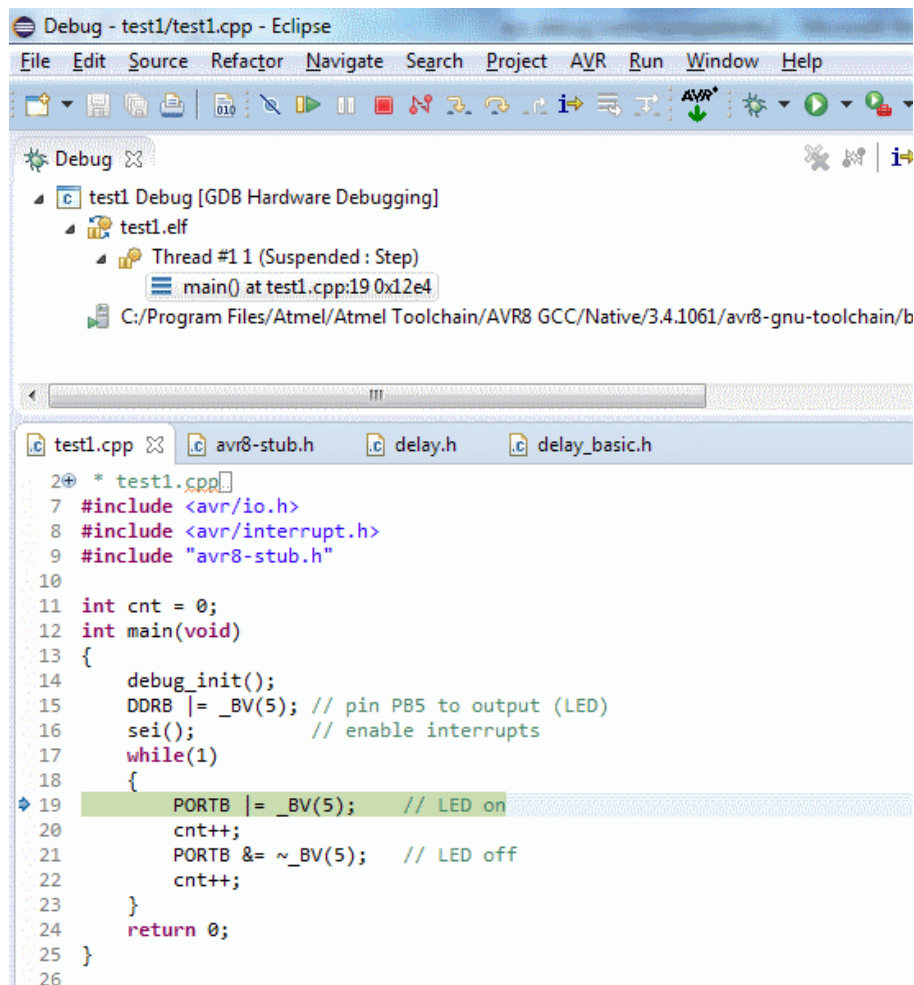 Debug - test1/test1.cpp - Eclipse
File Edit Source Refactor Navigate Search Project AVR Run Window Help
010 i AVR
Debug i
c test1 Debug [GDB Hardware Debugging]
test1.elf
Thread #1 1 (Suspended : Step)
main() at test1.cpp:19 0x12e4
C:/Program Files/Atmel/Atmel Toolchain/AVR8 GCC/Native/3.4.1061/avr8-gnu-toolchain/b
.c test1.cpp .c avr8-stub.h .c delay.h .c delay_basic.h
2 * test1.cpp
7 #include <avr/io.h>
8 #include <avr/interrupt.h>
9 #include "avr8-stub.h"
10
11 int cnt = 0;
12 int main(void)
13 {
14 debug_init();
15 DDRB |= _BV(5); // pin PB5 to output (LED)
16 sei(); // enable interrupts
17 while(1)
18 {
19 PORTB |= _BV(5); // LED on
20 cnt++;
21 PORTB &= ~_BV(5); // LED off
22 cnt++;
23 }
24 return 0;
25 }
26